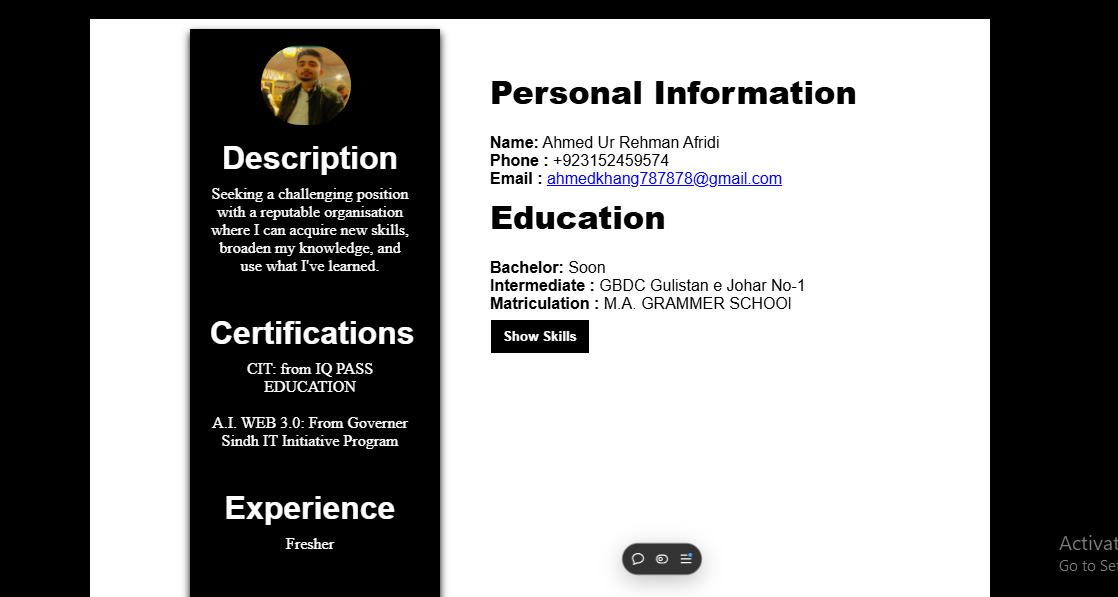 Description
Seeking a challenging position
with a reputable organisation
where I can acquire new skills,
broaden my knowledge, and
use what I've learned.
Certifications
CIT: from IQ PASS
EDUCATION
A.I. WEB 3.0: From Governer
Sindh IT Initiative Program
Experience
Fresher
Personal Information
Name: Ahmed Ur Rehman Afridi
Phone : +923152459574
Email : ahmedkhang787878@gmail.com
Education
Bachelor: Soon
Intermediate : GBDC Gulistan e Johar No-1
Matriculation : M.A. GRAMMER SCHOOl
Show Skills
Activat
Go to Set